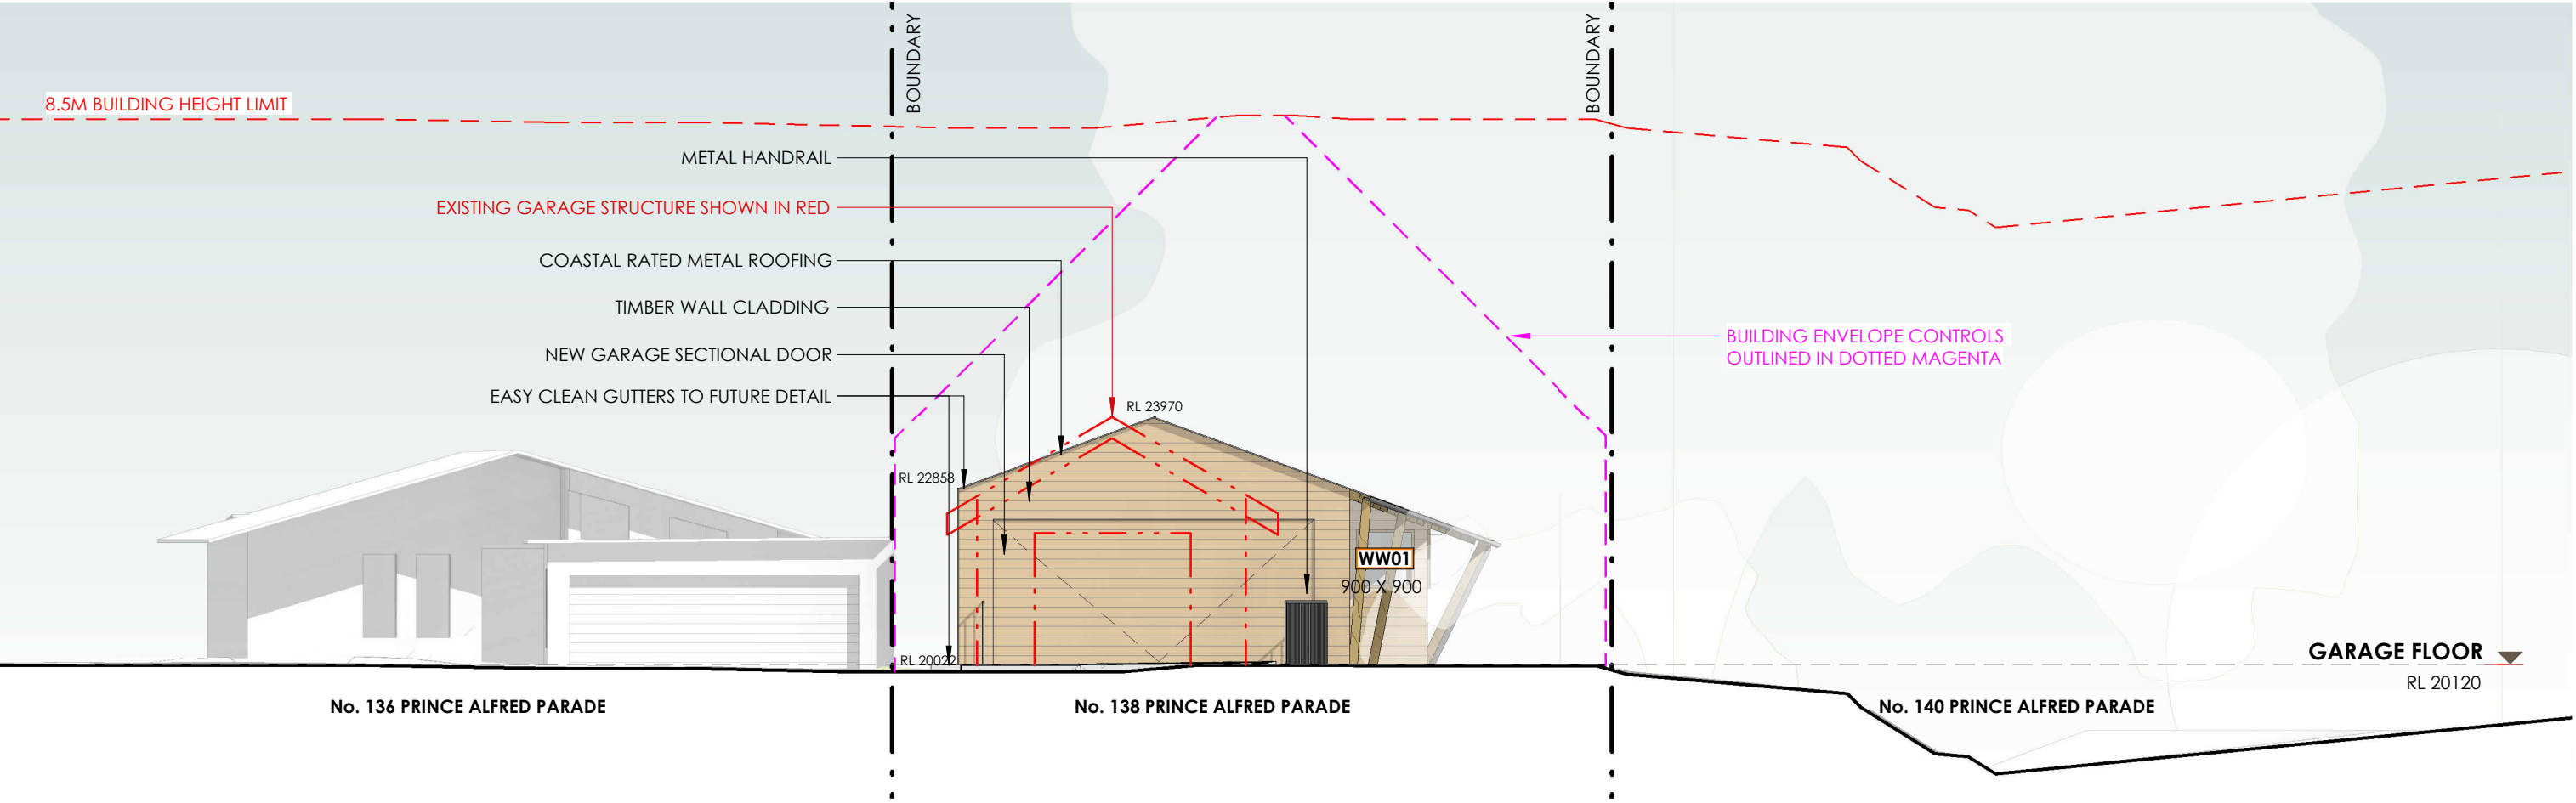 BOUNDARY
BOUNDARY
8.5M BUILDING HEIGHT LIMIT
METAL HANDRAIL
EXISTING GARAGE STRUCTURE SHOWN IN RED
COASTAL RATED METAL ROOFING
TIMBER WALL CLADDING
NEW GARAGE SECTIONAL DOOR
EASY CLEAN GUTTERS TO FUTURE DETAIL
BUILDING ENVELOPE CONTROLS
OUTLINED IN DOTTED MAGENTA
RL 23970
RL 22858
WW01
900 X 900
RL 20022
GARAGE FLOOR
RL 20120
No. 136 PRINCE ALFRED PARADE
No. 138 PRINCE ALFRED PARADE
No. 140 PRINCE ALFRED PARADE